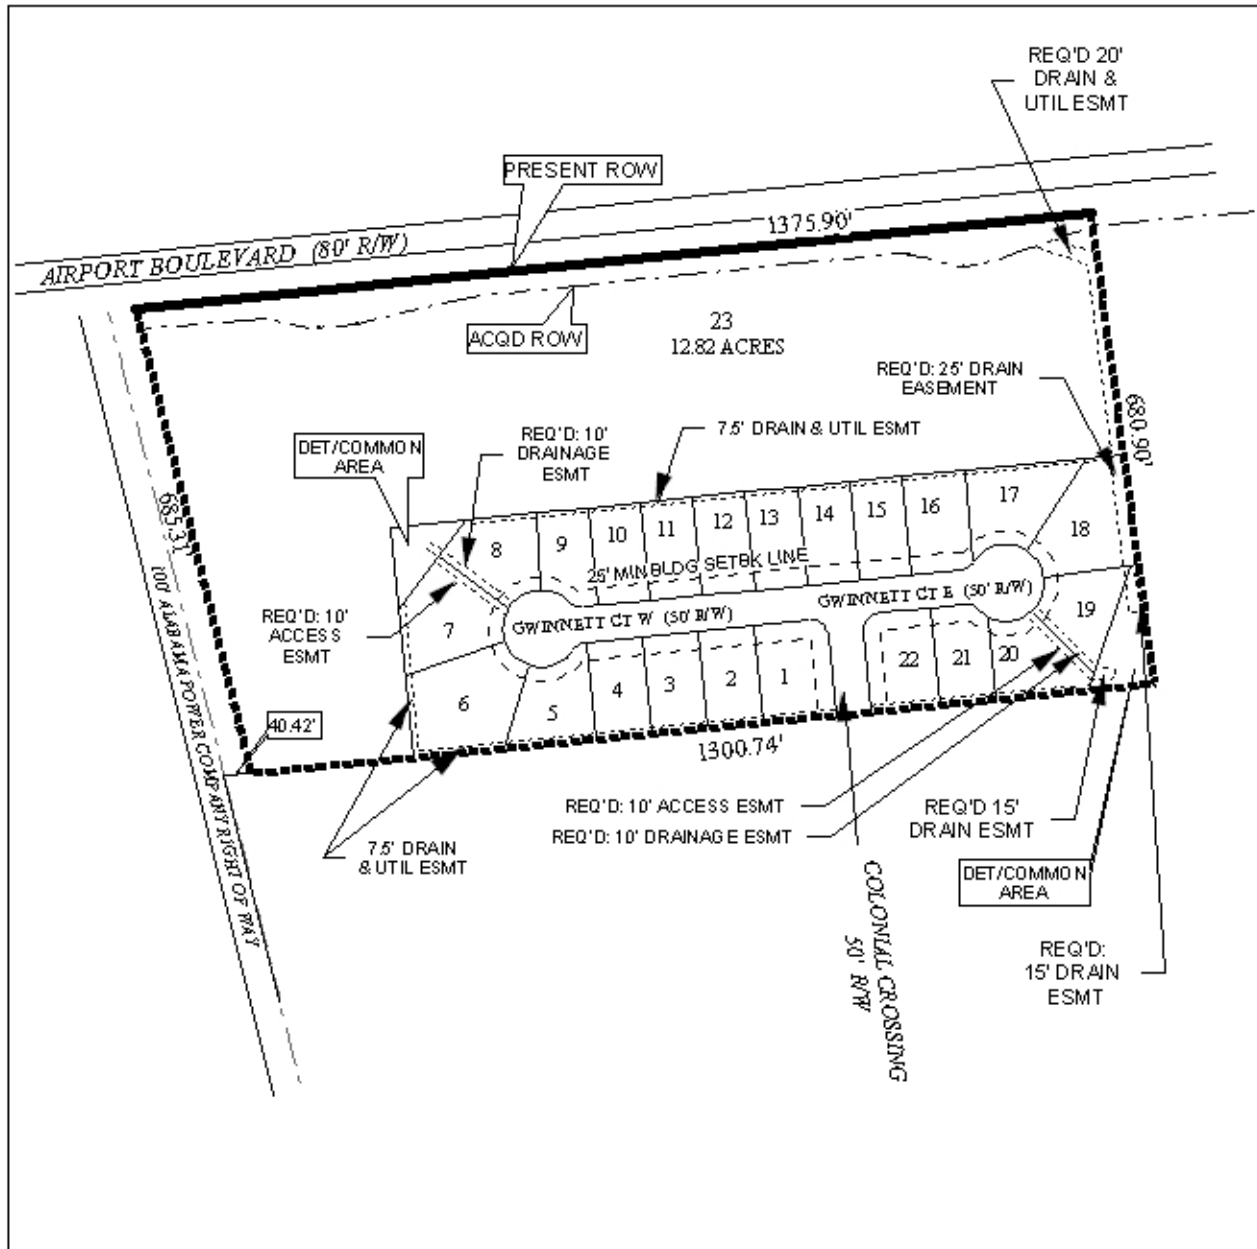 REQ'D 20'
DRAIN &
UTIL ESMT
PRESENT ROW
1375.90'
AIRPORT BOULEVARD (80' R/W)
ACQD ROW
23
12.82 ACRES
REQ'D: 25' DRAIN
EASEMENT
680.90'
7.5' DRAIN & UTIL ESMT
REQ'D: 10'
DRAINAGE
ESMT
DET/COMMON
AREA
685.31
100' ALABAMA POWER COMPANY RIGHT OF WAY
8
9
10
11
12
13
14
15
16
17
18
19
25' MIN BLDG SETBK LINE
GWINNETT CT W (50' R/W)
GWINNETT CT E (50' R/W)
REQ'D: 10'
ACCESS
ESMT
7
6
5
4
3
2
1
22
21
20
40.42'
1300.74'
REQ'D: 10' ACCESS ESMT
REQ'D: 10' DRAINAGE ESMT
REQ'D 15'
DRAIN ESMT
7.5' DRAIN
& UTIL ESMT
DET/COMMON
AREA
COLONIAL CROSSING
50' R/W
REQ'D:
15' DRAIN
ESMT